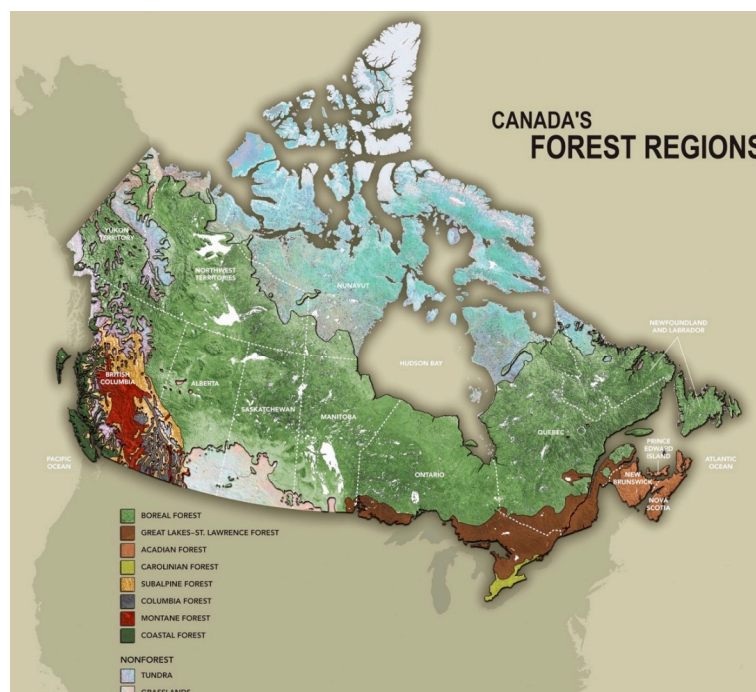 CANADA'S
FOREST REGIONS
YUKON
TERRITORY
NORTHWEST
TERRITORIES
NUNAVUT
NEWFOUNDLAND
AND LABRADOR
HUDSON BAY
BRITISH
COLUMBIA
ALBERTA
SASKATCHEWAN
MANITOBA
ONTARIO
QUEBEC
PRINCE
EDWARD
ISLAND
NEW
BRUNSWICK
NOVA
SCOTIA
PACIFIC
OCEAN
ATLANTIC
OCEAN
BOREAL FOREST
GREAT LAKES–ST. LAWRENCE FOREST
ACADIAN FOREST
CAROLINIAN FOREST
SUBALPINE FOREST
COLUMBIA FOREST
MONTANE FOREST
COASTAL FOREST
NONFOREST
TUNDRA
GRASSLANDS